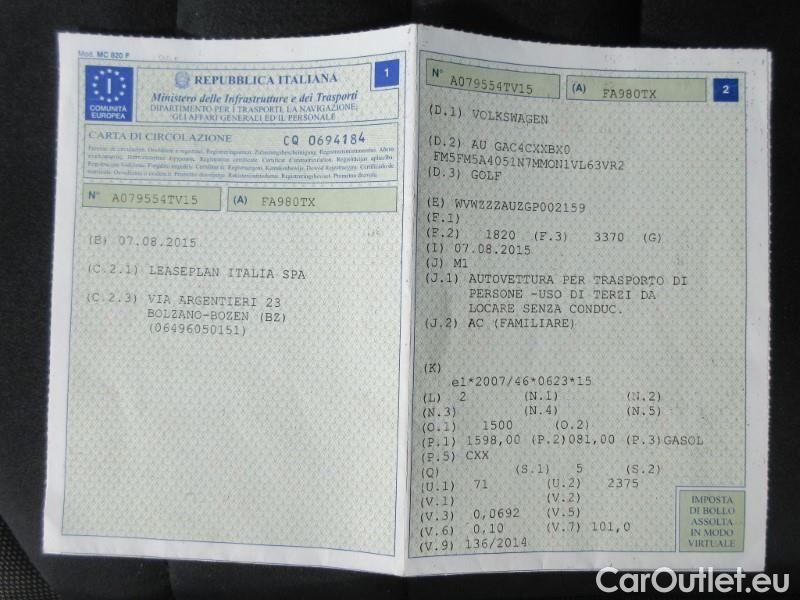 Mod. MC 820 F
I
COMUNITÀ
EUROPEA
REPUBBLICA ITALIANA
1
Ministero delle Infrastrutture e dei Trasporti
DIPARTIMENTO PER I TRASPORTI, LA NAVIGAZIONE,
GLI AFFARI GENERALI ED IL PERSONALE
CARTA DI CIRCOLAZIONE
CQ 0694184
N° A079554TV15 (A) FA980TX
(B) 07.08.2015
(C.2.1) LEASEPLAN ITALIA SPA
(C.2.3) VIA ARGENTIERI 23
BOLZANO-BOZEN (BZ)
(06496050151)
N° A079554TV15 (A) FA980TX 2
(D.1) VOLKSWAGEN
(D.2) AU GAC4CXXBX0
FM5FM5A4051N7MMON1VL63VR2
(D.3) GOLF
(E) WVWZZZAUZGP002159
(F.1)
(F.2) 1820 (F.3) 3370 (G)
(I) 07.08.2015
(J) M1
(J.1) AUTOVETTURA PER TRASPORTO DI
PERSONE -USO DI TERZI DA
LOCARE SENZA CONDUC.
(J.2) AC (FAMILIARE)
(K)
e1*2007/46*0623*15
(L) 2 (N.1) (N.2)
(N.3) (N.4) (N.5)
(O.1) 1500 (O.2)
(P.1) 1598,00 (P.2)081,00 (P.3)GASOL
(P.5) CXX
(Q) (S.1) 5 (S.2)
(U.1) 71 (U.2) 2375
(V.1) (V.2)
(V.3) 0,0692 (V.5)
(V.6) 0,10 (V.7) 101,0
(V.9) 136/2014
IMPOSTA
DI BOLLO
ASSOLTA
IN MODO
VIRTUALE
CarOutlet.eu